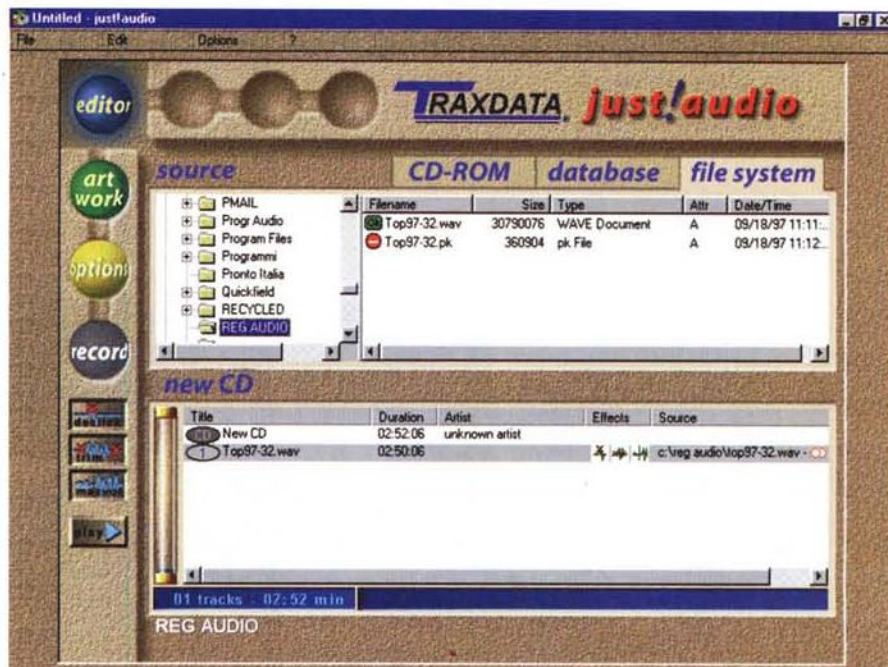 Untitled - just!audio
File Edit Options ?
editor
TRAXDATA just!audio
art work
options
record
source CD-ROM database file system
PMAIL
Progr Audio
Program Files
Programmi
Pronto Italia
Quickfield
RECYCLED
REG AUDIO
Filename Size Type Attr Date/Time
Top97-32.wav 30790076 WAVE Document A 09/18/97 11:11:...
Top97-32.pk 360904 pk File A 09/18/97 11:12:...
new CD
Title Duration Artist Effects Source
CD New CD 02:52:06 unknown artist
1 Top97-32.wav 02:50:06 c:\reg audio\top97-32.wav -
declick
trim
play
01 tracks - 02:52 min
REG AUDIO